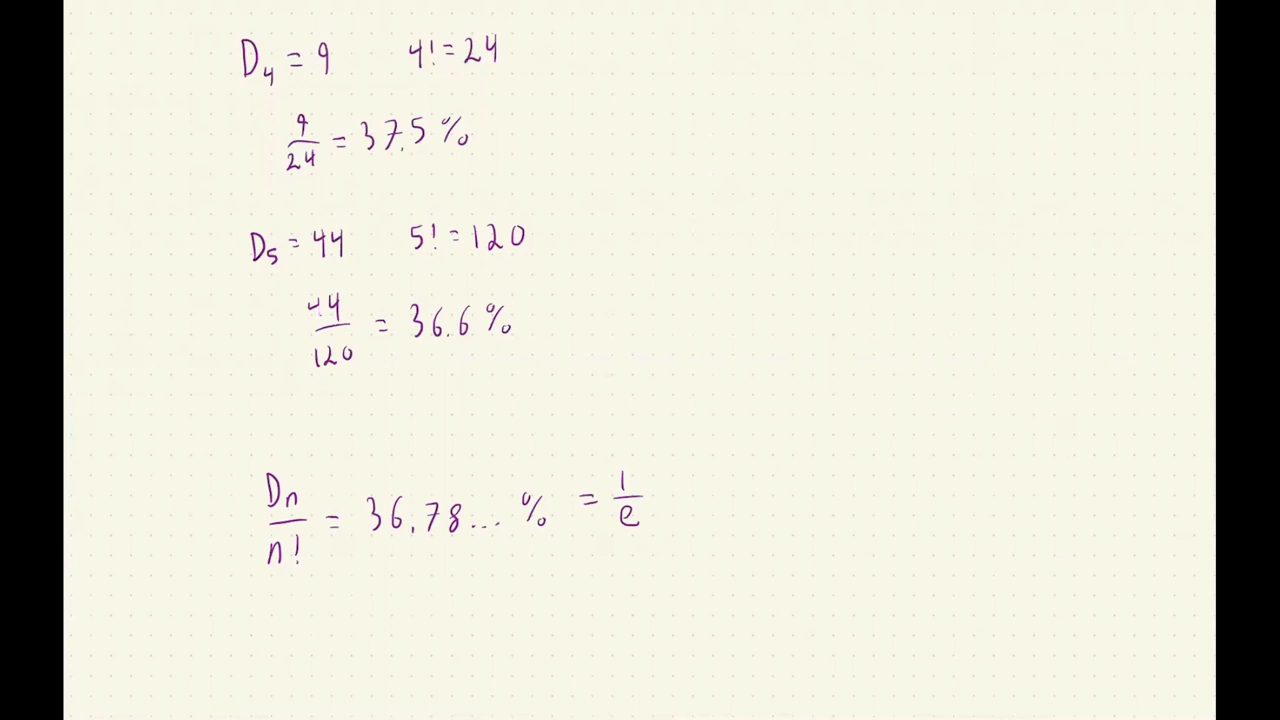 D₄ = 9 4! = 24
9/24 = 37.5 %
D₅ = 44 5! = 120
44/120 = 36.6 %
Dₙ/n! = 36.78... % = 1/e